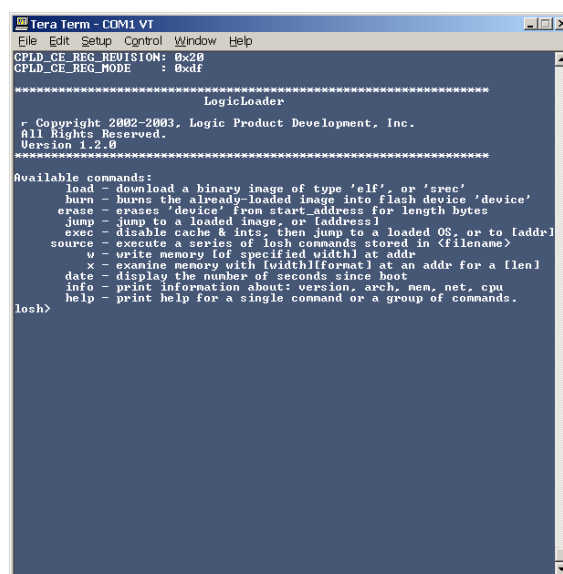 Tera Term - COM1 VT
File Edit Setup Control Window Help
CPLD_CE_REG_REVISION: 0x20
CPLD_CE_REG_MODE : 0xdf
*******************************************************************
LogicLoader
r Copyright 2002-2003, Logic Product Development, Inc.
All Rights Reserved.
Version 1.2.0
*******************************************************************
Available commands:
load - download a binary image of type 'elf', or 'srec'
burn - burns the already-loaded image into flash device 'device'
erase - erases 'device' from start_address for length bytes
jump - jump to a loaded image, or [address]
exec - disable cache & ints, then jump to a loaded OS, or to [addr]
source - execute a series of losh commands stored in <filename>
w - write memory [of specified width] at addr
x - examine memory with [width][format] at an addr for a [len]
date - display the number of seconds since boot
info - print information about: version, arch, mem, net, cpu
help - print help for a single command or a group of commands.
losh>